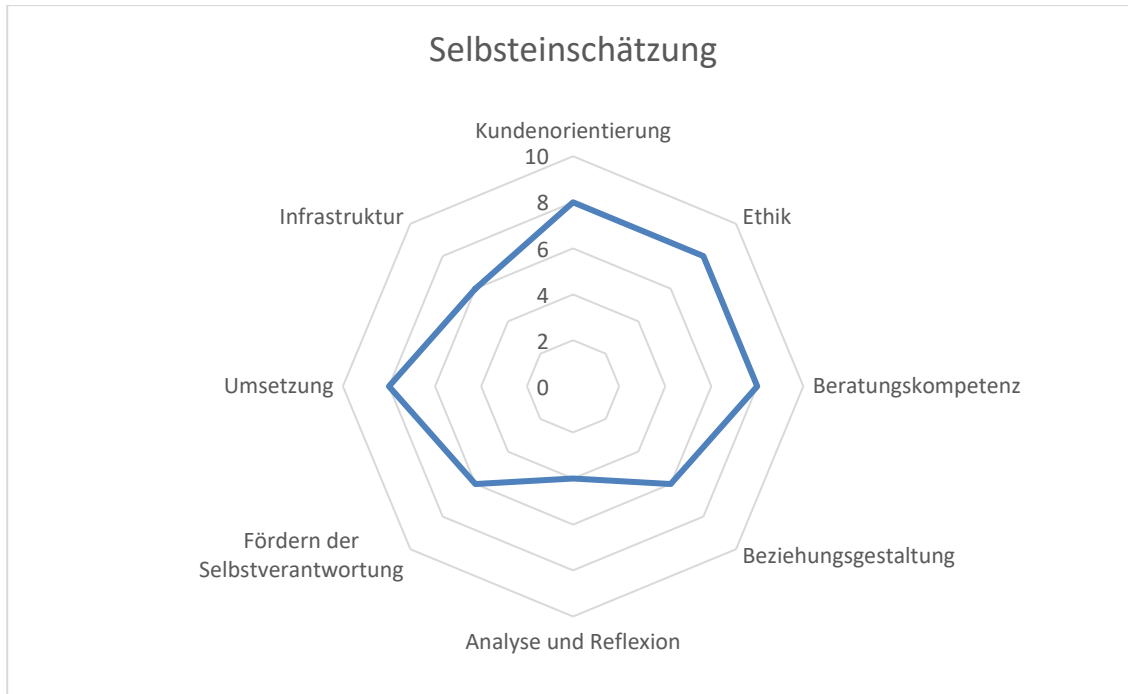 Selbsteinschätzung
Kundenorientierung
10
8
6
4
2
0
Ethik
Beratungskompetenz
Beziehungsgestaltung
Analyse und Reflexion
Fördern der
Selbstverantwortung
Umsetzung
Infrastruktur